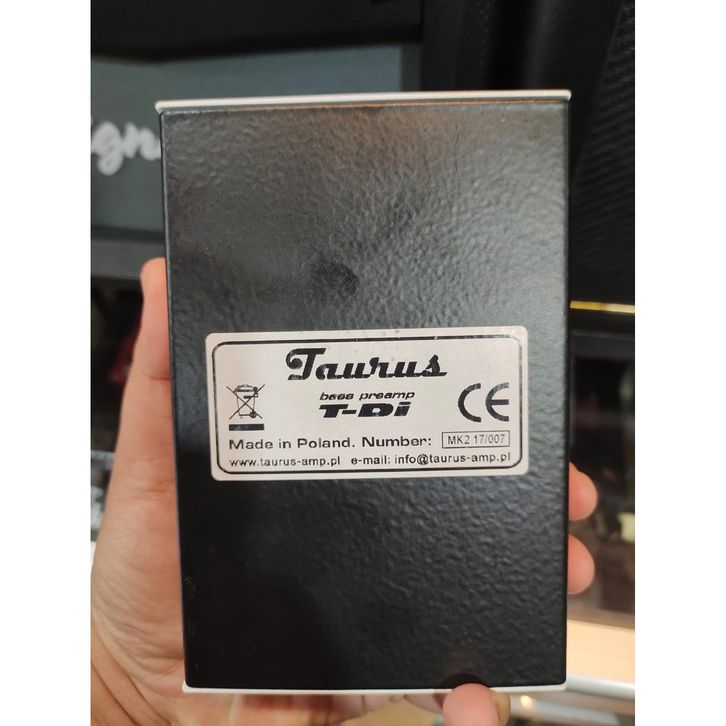 Taurus
bass preamp
T-Di
CE
Made in Poland. Number: MK2 17/007
www.taurus-amp.pl e-mail: info@taurus-amp.pl